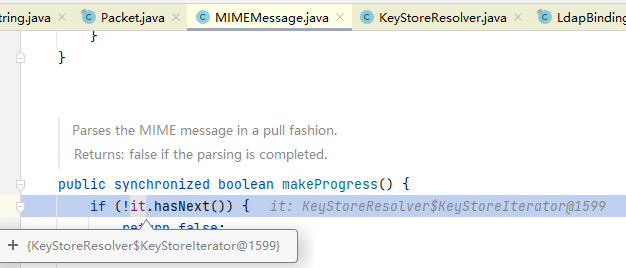 tring.java × Packet.java × MIMEMessage.java × KeyStoreResolver.java × LdapBinding
}
}
Parses the MIME message in a pull fashion.
Returns: false if the parsing is completed.
public synchronized boolean makeProgress() {
if (!it.hasNext()) { it: KeyStoreResolver$KeyStoreIterator@1599
return false;
+ {KeyStoreResolver$KeyStoreIterator@1599}